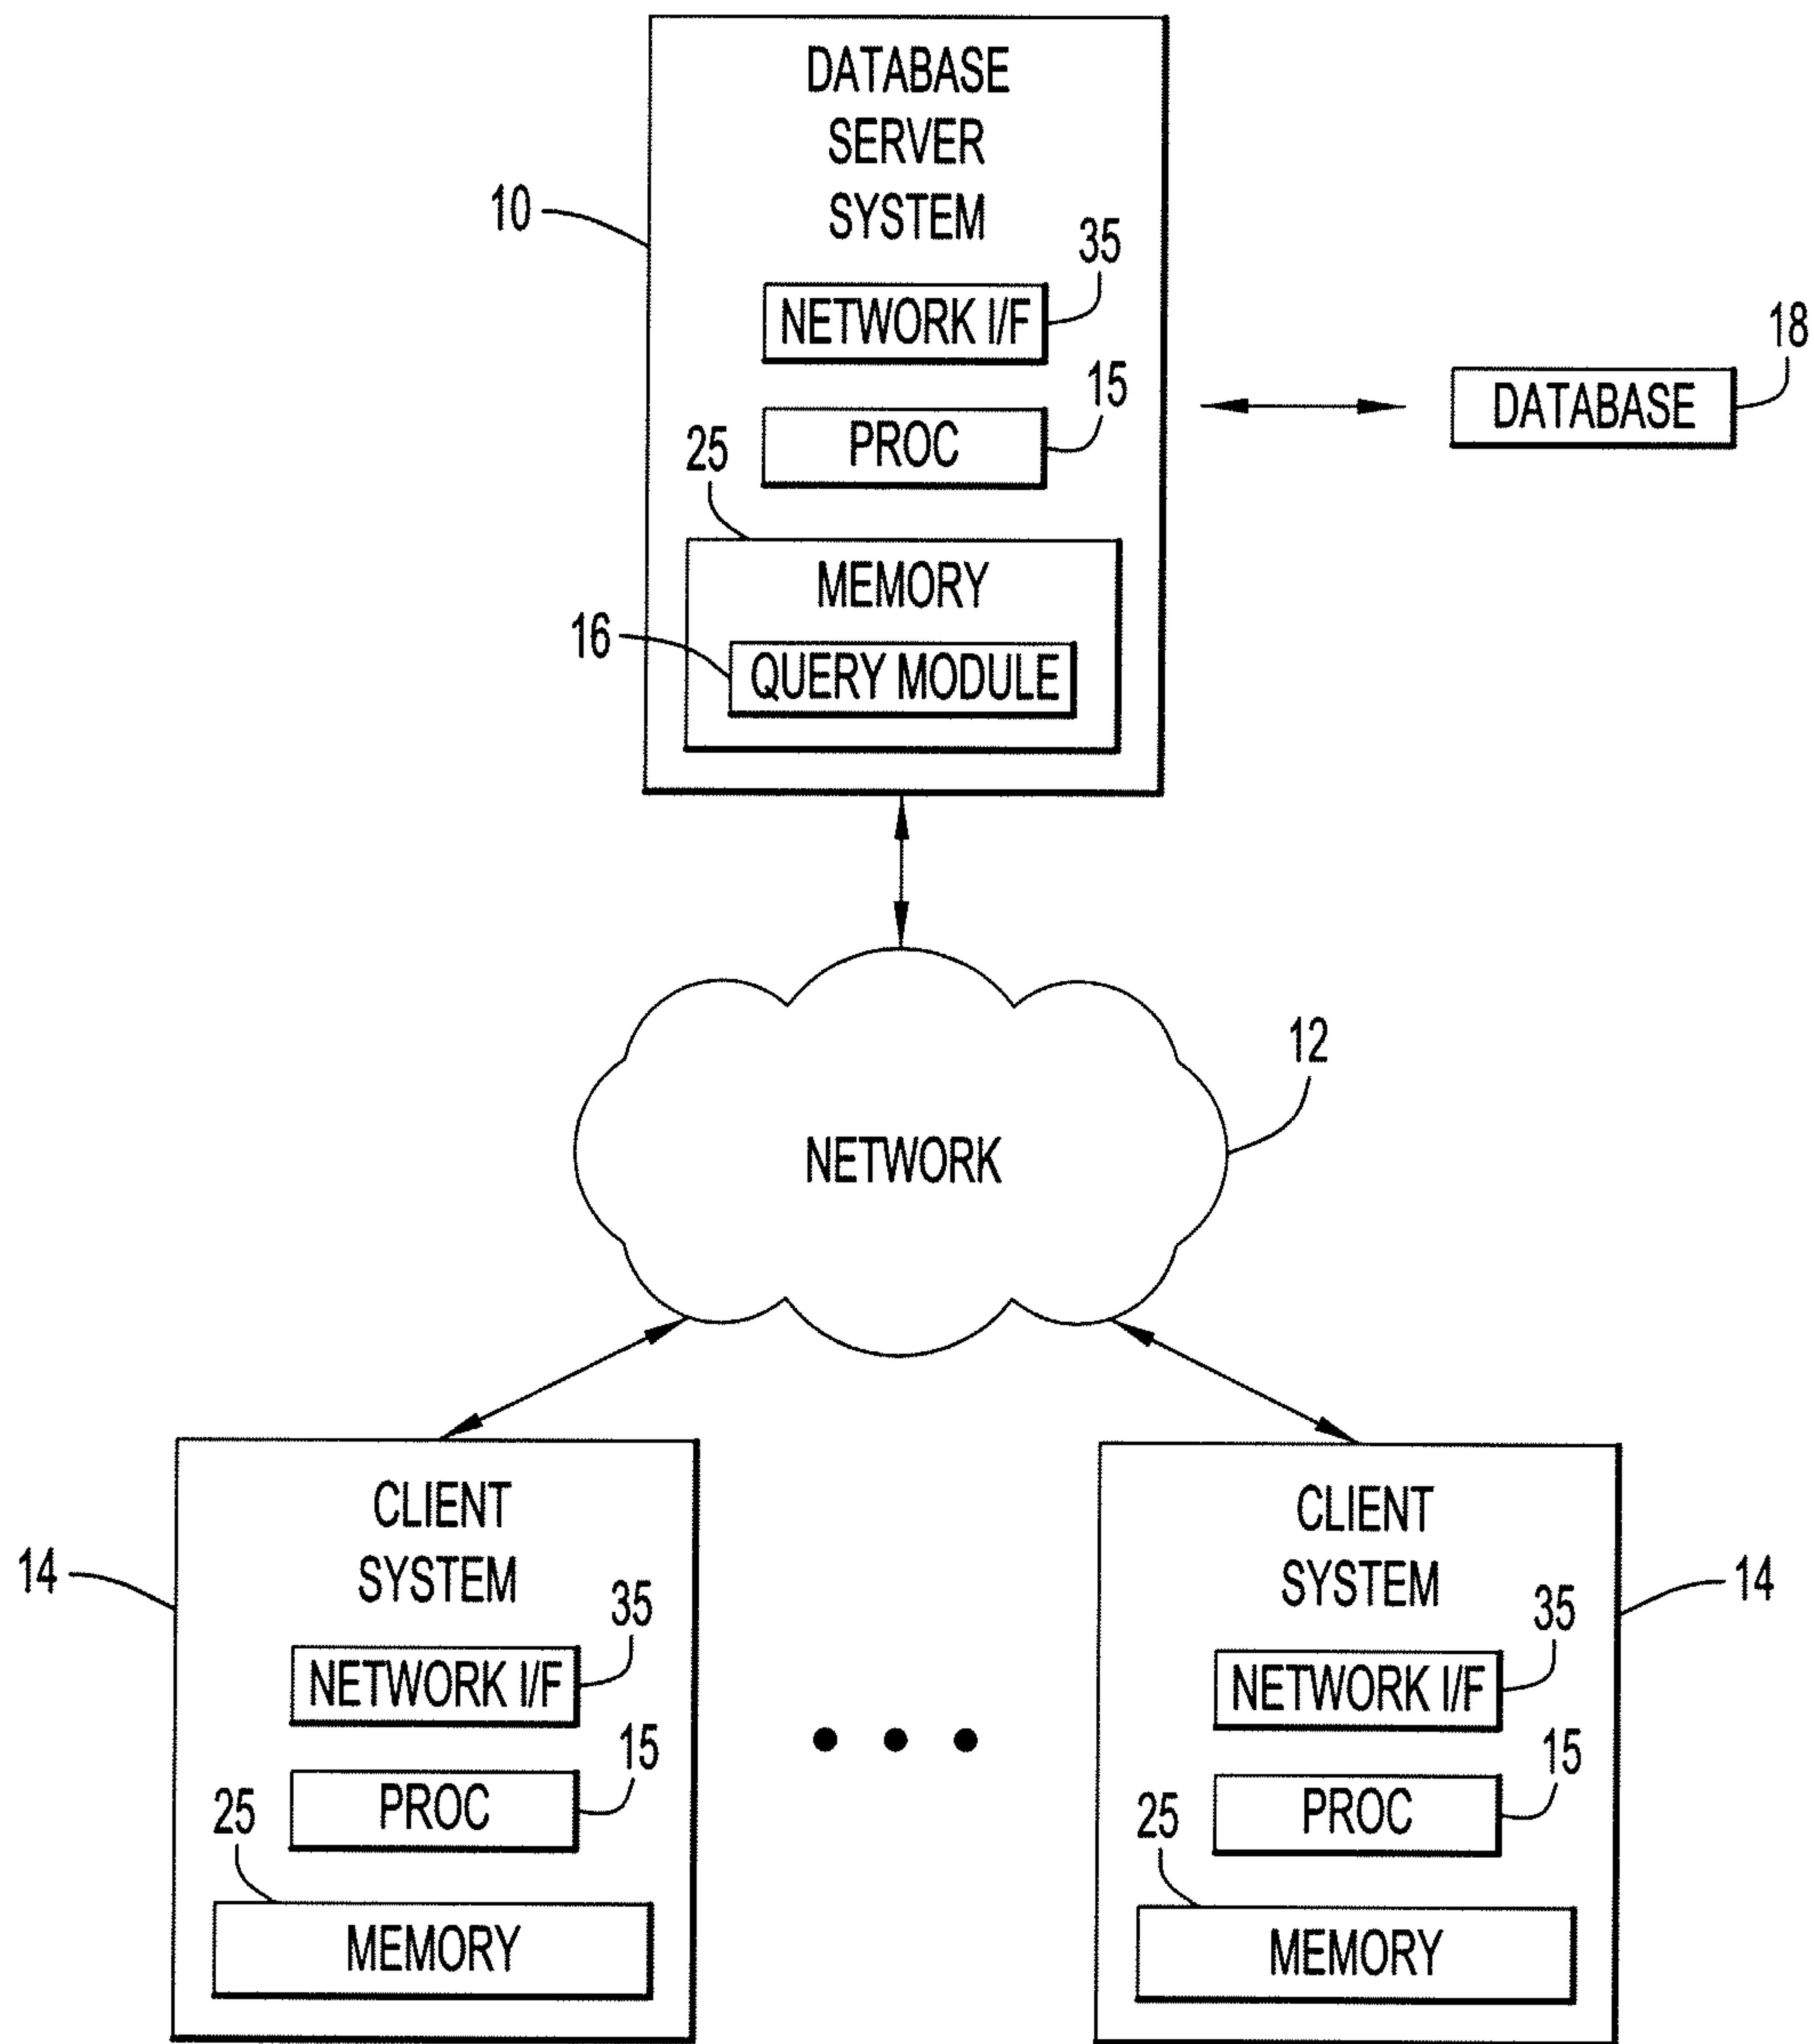 DATABASE
SERVER
SYSTEM
10
35
NETWORK I/F
18
DATABASE
15
PROC
25
MEMORY
16
QUERY MODULE
12
NETWORK
CLIENT
SYSTEM
14
35
NETWORK I/F
15
PROC
25
MEMORY
CLIENT
SYSTEM
14
35
NETWORK I/F
15
PROC
25
MEMORY